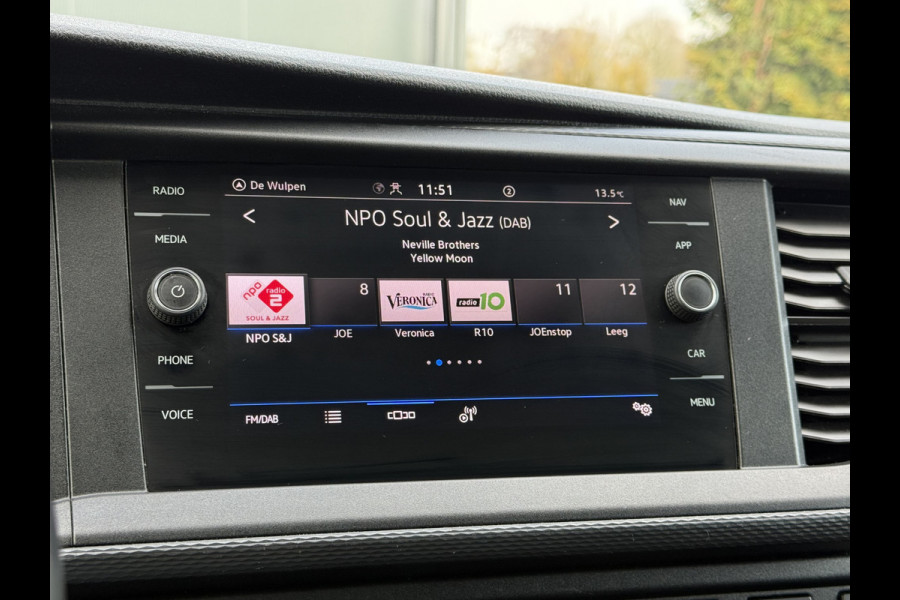 RADIO
MEDIA
PHONE
VOICE
De Wulpen
11:51
2
13.5°C
< NPO Soul & Jazz (DAB) >
Neville Brothers
Yellow Moon
npo radio 2
SOUL & JAZZ
8
RADIO
VERONICA
radio 10
11
12
NPO S&J
JOE
Veronica
R10
JOEnstop
Leeg
FM/DAB
NAV
APP
CAR
MENU